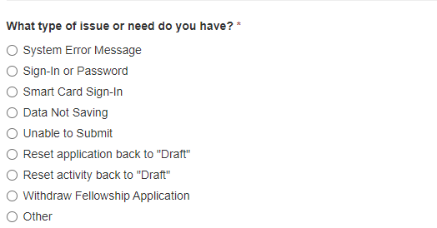 What type of issue or need do you have? *
System Error Message
Sign-In or Password
Smart Card Sign-In
Data Not Saving
Unable to Submit
Reset application back to "Draft"
Reset activity back to "Draft"
Withdraw Fellowship Application
Other